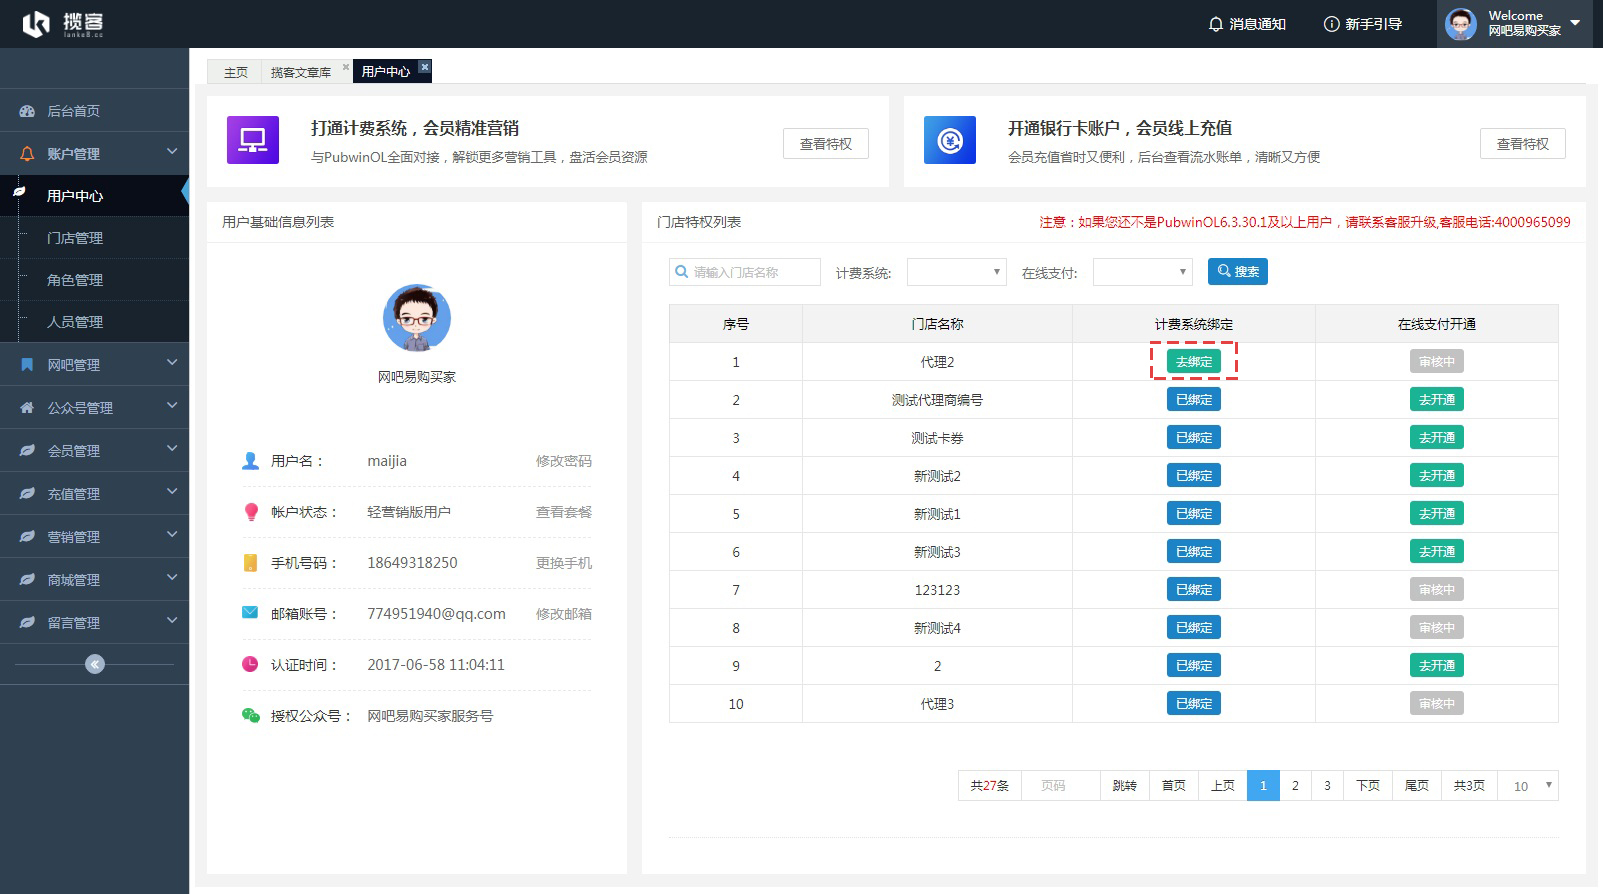 揽客
lanke8.cc
消息通知
新手引导
Welcome
网吧易购买家
主页
揽客文章库
用户中心
后台首页
账户管理
用户中心
门店管理
角色管理
人员管理
网吧管理
公众号管理
会员管理
充值管理
营销管理
商城管理
留言管理
打通计费系统，会员精准营销
与PubwinOL全面对接，解锁更多营销工具，盘活会员资源
查看特权
开通银行卡账户，会员线上充值
会员充值省时又便利，后台查看流水账单，清晰又方便
查看特权
用户基础信息列表
网吧易购买家
用户名： maijia 修改密码
帐户状态： 轻营销版用户 查看套餐
手机号码： 18649318250 更换手机
邮箱账号： 774951940@qq.com 修改邮箱
认证时间： 2017-06-58 11:04:11
授权公众号： 网吧易购买家服务号
门店特权列表
注意：如果您还不是PubwinOL6.3.30.1及以上用户，请联系客服升级,客服电话:4000965099
请输入门店名称 计费系统: 在线支付: 搜索
序号 门店名称 计费系统绑定 在线支付开通
1 代理2 去绑定 审核中
2 测试代理商编号 已绑定 去开通
3 测试卡券 已绑定 去开通
4 新测试2 已绑定 去开通
5 新测试1 已绑定 去开通
6 新测试3 已绑定 去开通
7 123123 已绑定 审核中
8 新测试4 已绑定 审核中
9 2 已绑定 去开通
10 代理3 已绑定 审核中
共27条 页码 跳转 首页 上页 1 2 3 下页 尾页 共3页 10